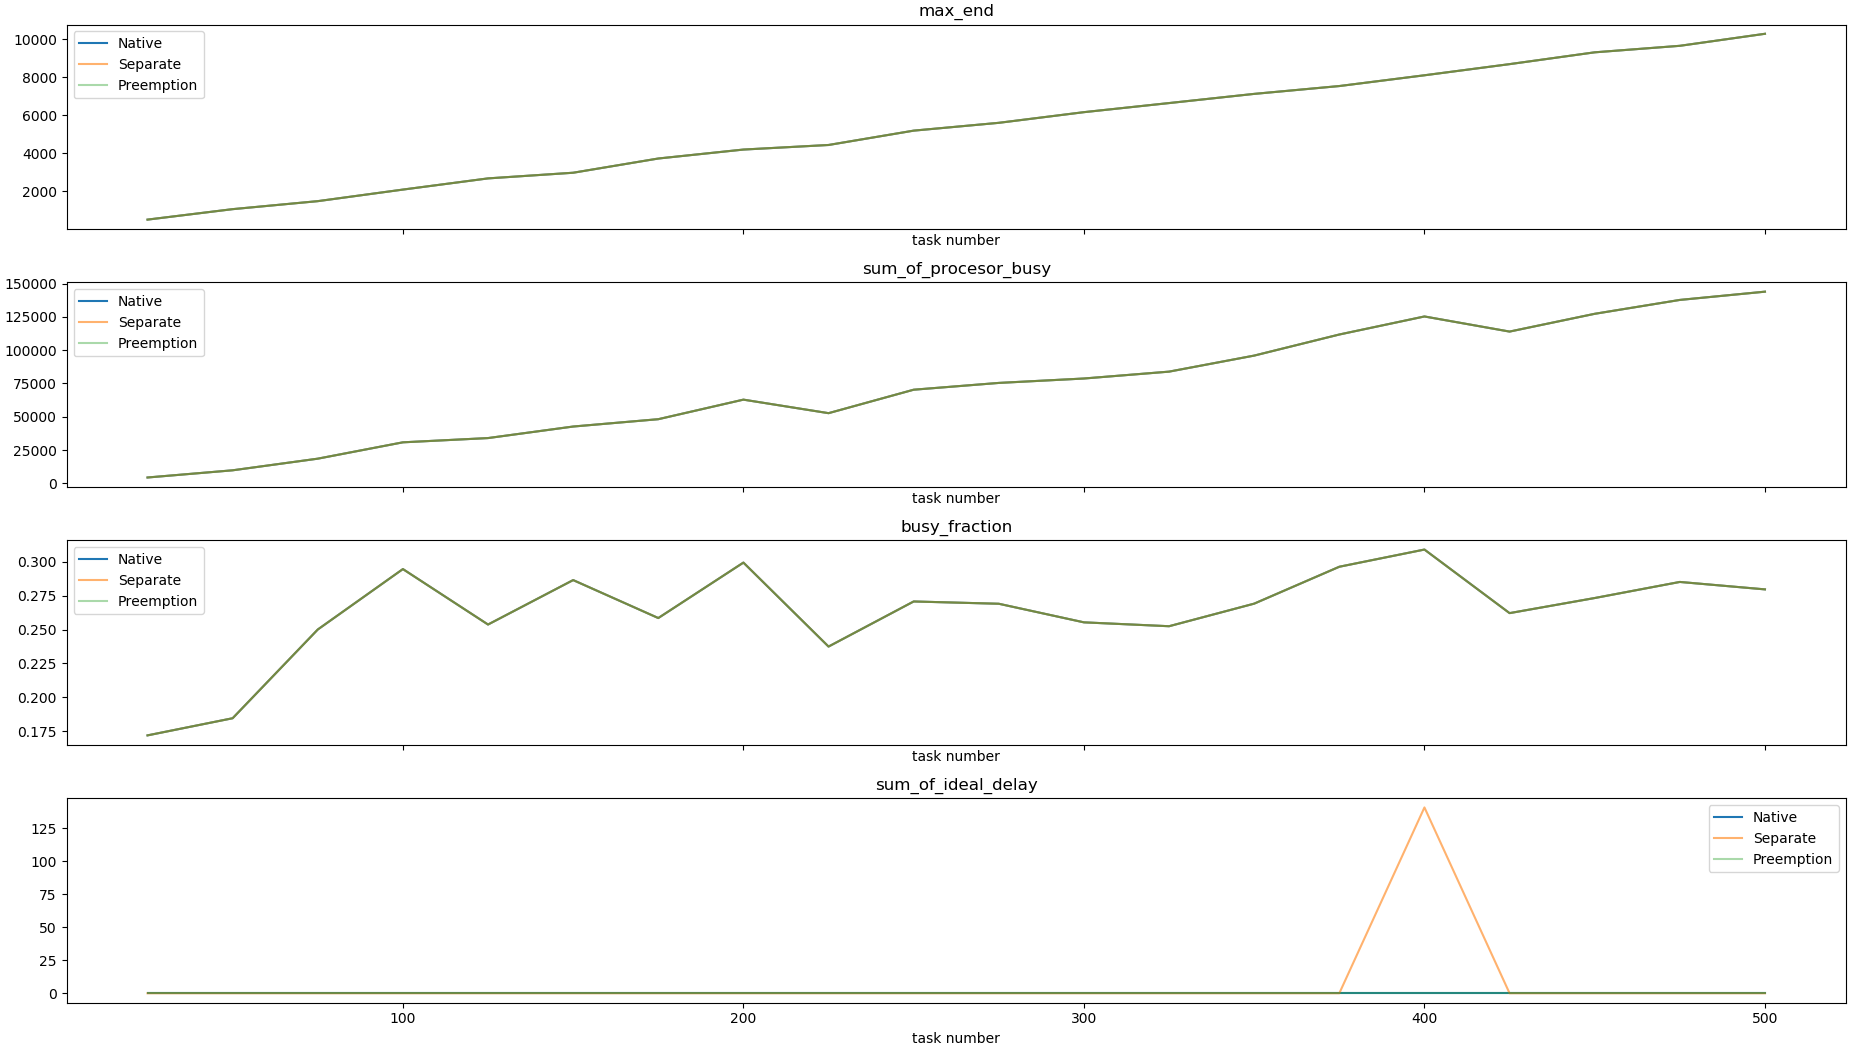 max_end
10000
8000
6000
4000
2000
Native
Separate
Preemption
task number
sum_of_procesor_busy
150000
125000
100000
75000
50000
25000
0
Native
Separate
Preemption
task number
busy_fraction
0.300
0.275
0.250
0.225
0.200
0.175
Native
Separate
Preemption
task number
sum_of_ideal_delay
125
100
75
50
25
0
Native
Separate
Preemption
100 200 300 400 500
task number